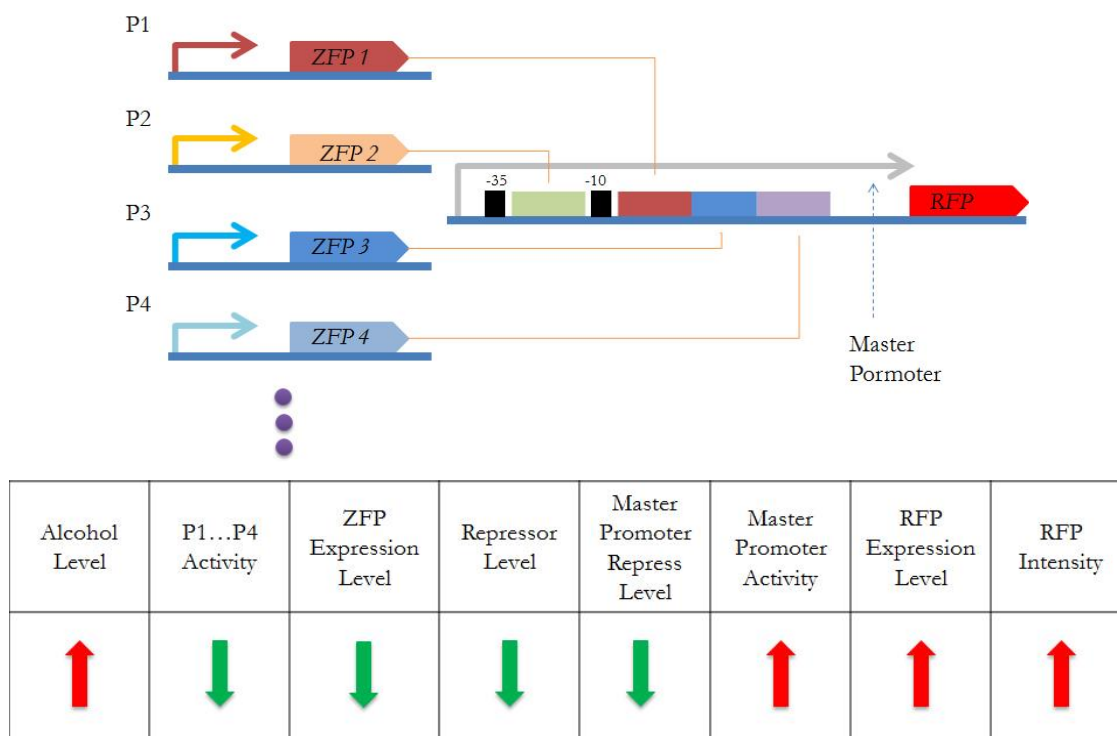 P1
ZFP 1
P2
ZFP 2
-35
-10
RFP
P3
ZFP 3
P4
ZFP 4
Master
Pormoter
Alcohol
Level
P1...P4
Activity
ZFP
Expression
Level
Repressor
Level
Master
Promoter
Repress
Level
Master
Promoter
Activity
RFP
Expression
Level
RFP
Intensity